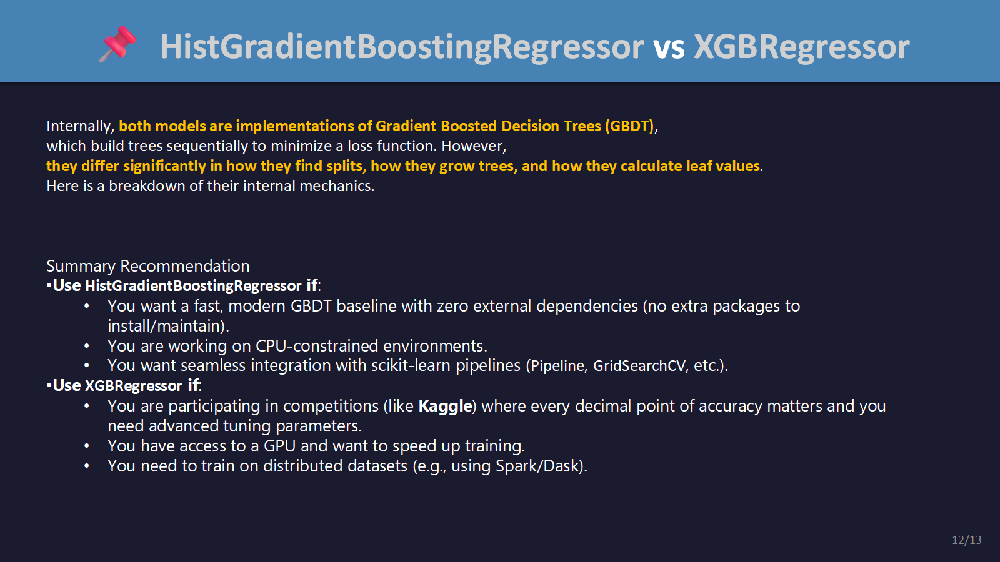 HistGradientBoostingRegressor vs XGBRegressor
Internally, both models are implementations of Gradient Boosted Decision Trees (GBDT),
which build trees sequentially to minimize a loss function. However,
they differ significantly in how they find splits, how they grow trees, and how they calculate leaf values.
Here is a breakdown of their internal mechanics.
Summary Recommendation
•Use HistGradientBoostingRegressor if:
• You want a fast, modern GBDT baseline with zero external dependencies (no extra packages to
install/maintain).
• You are working on CPU-constrained environments.
• You want seamless integration with scikit-learn pipelines (Pipeline, GridSearchCV, etc.).
•Use XGBRegressor if:
• You are participating in competitions (like Kaggle) where every decimal point of accuracy matters and you
need advanced tuning parameters.
• You have access to a GPU and want to speed up training.
• You need to train on distributed datasets (e.g., using Spark/Dask).
12/13